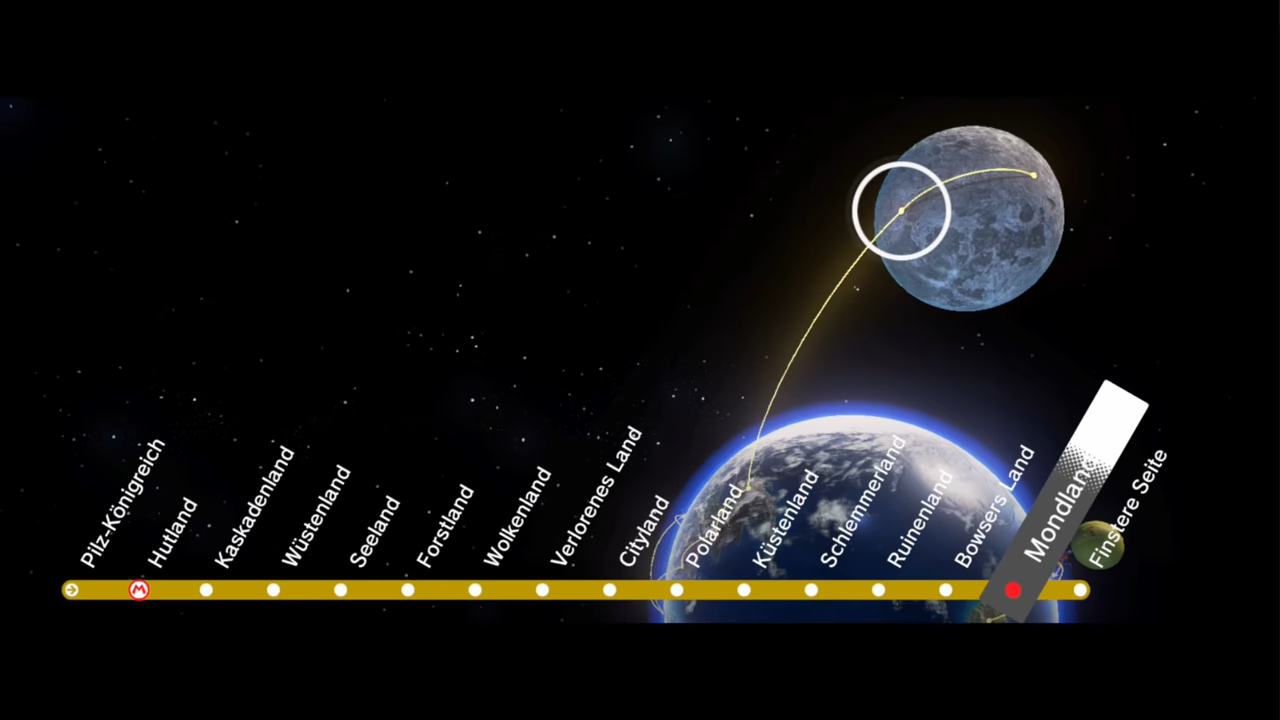 Pilz-Königreich
Hutland
Kaskadenland
Wüstenland
Seeland
Forstland
Wolkenland
Verlorenes Land
Cityland
Polarland
Küstenland
Schlemmerland
Ruinenland
Bowsers Land
Mondland
Finstere Seite